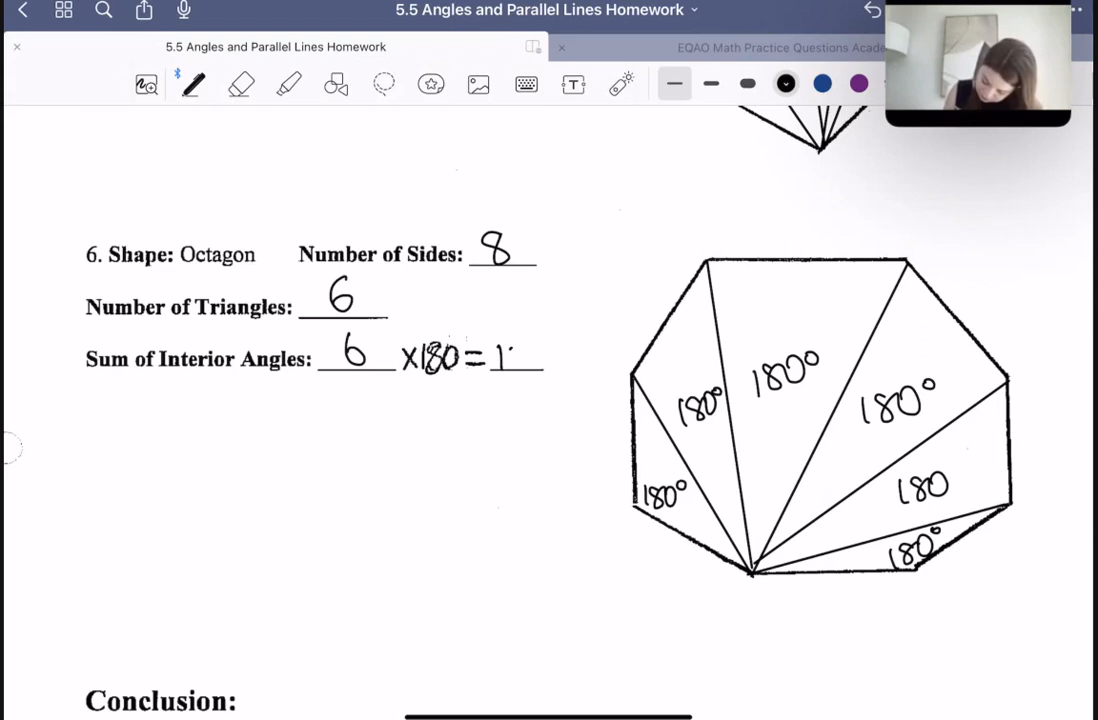 5.5 Angles and Parallel Lines Homework
5.5 Angles and Parallel Lines Homework
EQAO Math Practice Questions Acade
T
6. Shape: Octagon Number of Sides: 8
Number of Triangles: 6
Sum of Interior Angles: 6 ×180 = 1
180°
180°
180°
180°
180
180°
Conclusion: